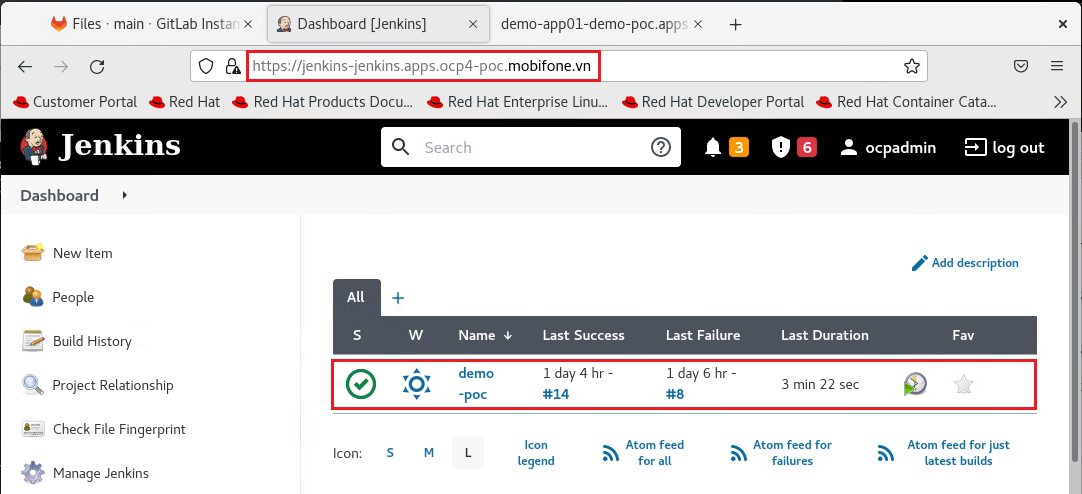 Files · main · GitLab Instan
Dashboard [Jenkins]
demo-app01-demo-poc.apps.
https://jenkins-jenkins.apps.ocp4-poc.mobifone.vn
Customer Portal
Red Hat
Red Hat Products Docu...
Red Hat Enterprise Linu...
Red Hat Developer Portal
Red Hat Container Cata...
Jenkins
Search
3
6
ocpadmin
log out
Dashboard
New Item
People
Build History
Project Relationship
Check File Fingerprint
Manage Jenkins
Add description
All +
S W Name ↓ Last Success Last Failure Last Duration Fav
demo
-poc
1 day 4 hr -
#14
1 day 6 hr -
#8
3 min 22 sec
Icon: S M L
Icon
legend
Atom feed
for all
Atom feed for
failures
Atom feed for just
latest builds